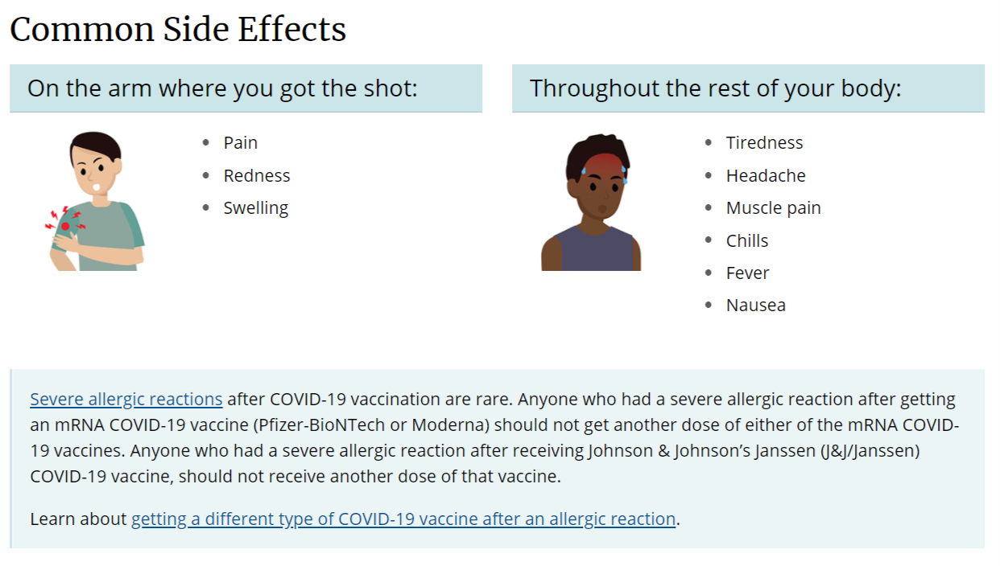 Common Side Effects
On the arm where you got the shot:
Pain
Redness
Swelling
Throughout the rest of your body:
Tiredness
Headache
Muscle pain
Chills
Fever
Nausea
Severe allergic reactions after COVID-19 vaccination are rare. Anyone who had a severe allergic reaction after getting
an mRNA COVID-19 vaccine (Pfizer-BioNTech or Moderna) should not get another dose of either of the mRNA COVID-
19 vaccines. Anyone who had a severe allergic reaction after receiving Johnson & Johnson’s Janssen (J&J/Janssen)
COVID-19 vaccine, should not receive another dose of that vaccine.
Learn about getting a different type of COVID-19 vaccine after an allergic reaction.